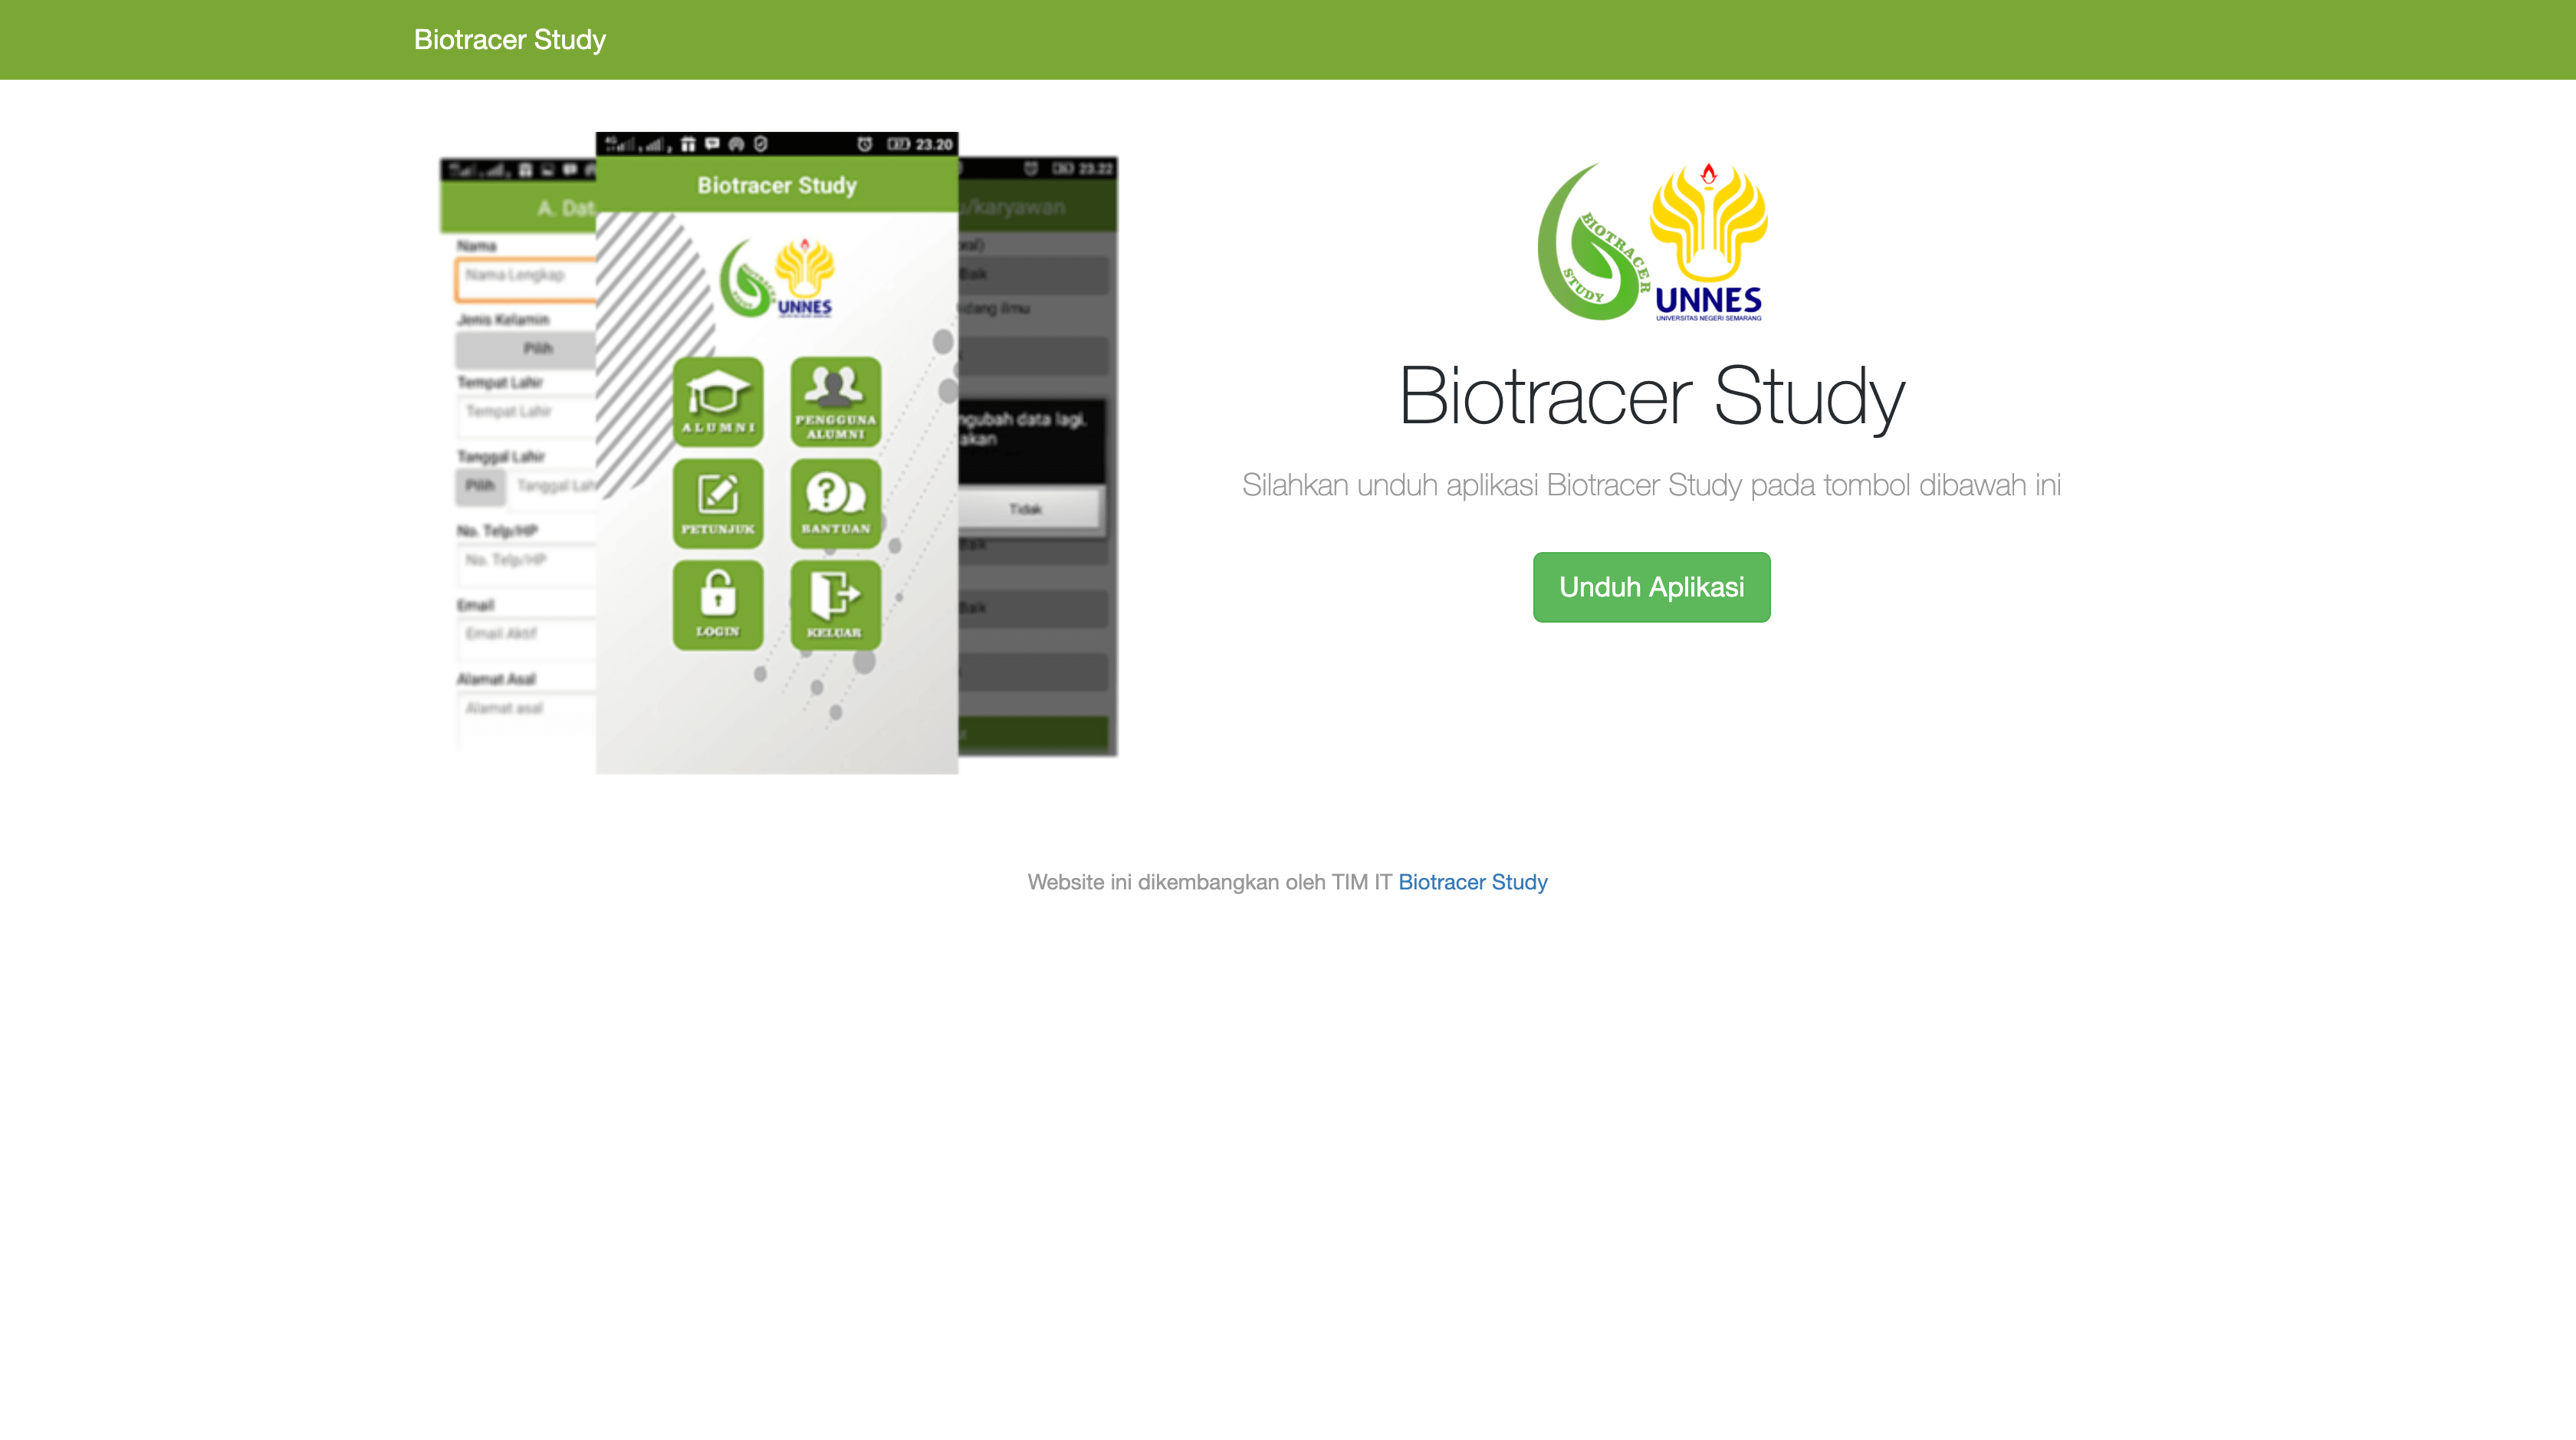 Biotracer Study
23.20
Biotracer Study
UNNES
ALUMNI
PENGGUNA
ALUMNI
PETUNJUK
BANTUAN
LOGIN
KELUAR
A. Dat
Nama
Nama Lengkap
Jenis Kelamin
Pilih
Tempat Lahir
Tempat Lahir
Tanggal Lahir
Pilih
Tanggal Lah
No. Telp/HP
No. Telp/HP
Email
Email Aktif
Alamat Asal
Alamat asal
23.22
/karyawan
Baik
idang ilmu
ngubah data lagi.
akan
Tidak
Baik
Baik
BIOTRACER
STUDY
UNNES
UNIVERSITAS NEGERI SEMARANG
Biotracer Study
Silahkan unduh aplikasi Biotracer Study pada tombol dibawah ini
Unduh Aplikasi
Website ini dikembangkan oleh TIM IT Biotracer Study